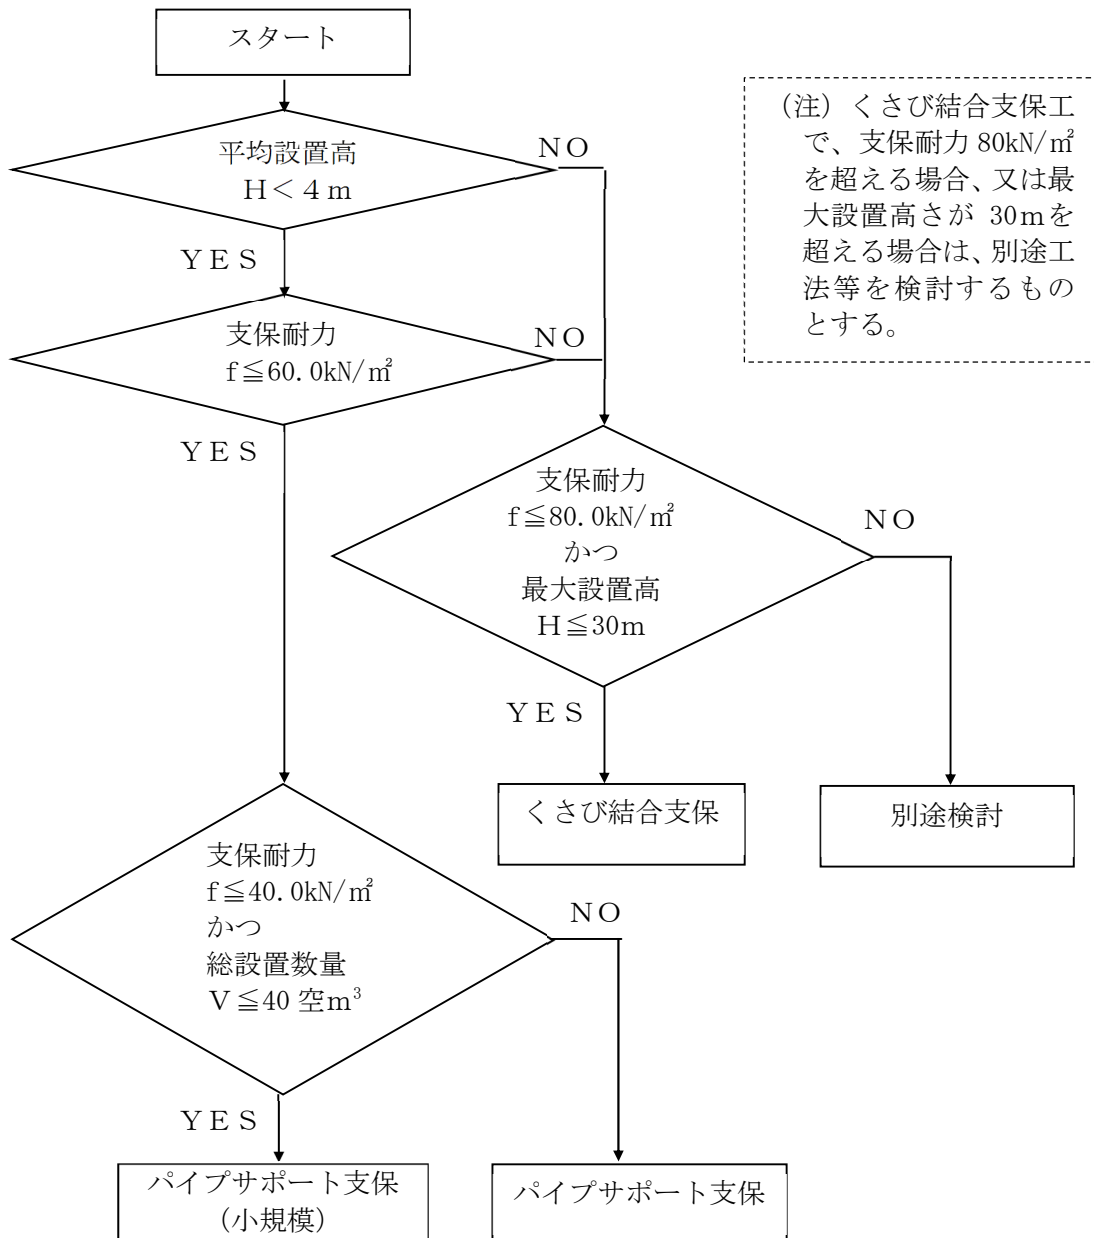 スタート
平均設置高
H＜４ｍ
ＮＯ
ＹＥＳ
（注）くさび結合支保工
で、支保耐力 80kN/㎡
を超える場合、又は最
大設置高さが 30ｍを
超える場合は、別途工
法等を検討するもの
とする。
支保耐力
f≦60.0kN/㎡
ＮＯ
ＹＥＳ
支保耐力
f≦80.0kN/㎡
かつ
最大設置高
Ｈ≦30ｍ
ＮＯ
ＹＥＳ
くさび結合支保
別途検討
支保耐力
f≦40.0kN/㎡
かつ
総設置数量
Ｖ≦40 空ｍ³
ＮＯ
ＹＥＳ
パイプサポート支保
（小規模）
パイプサポート支保